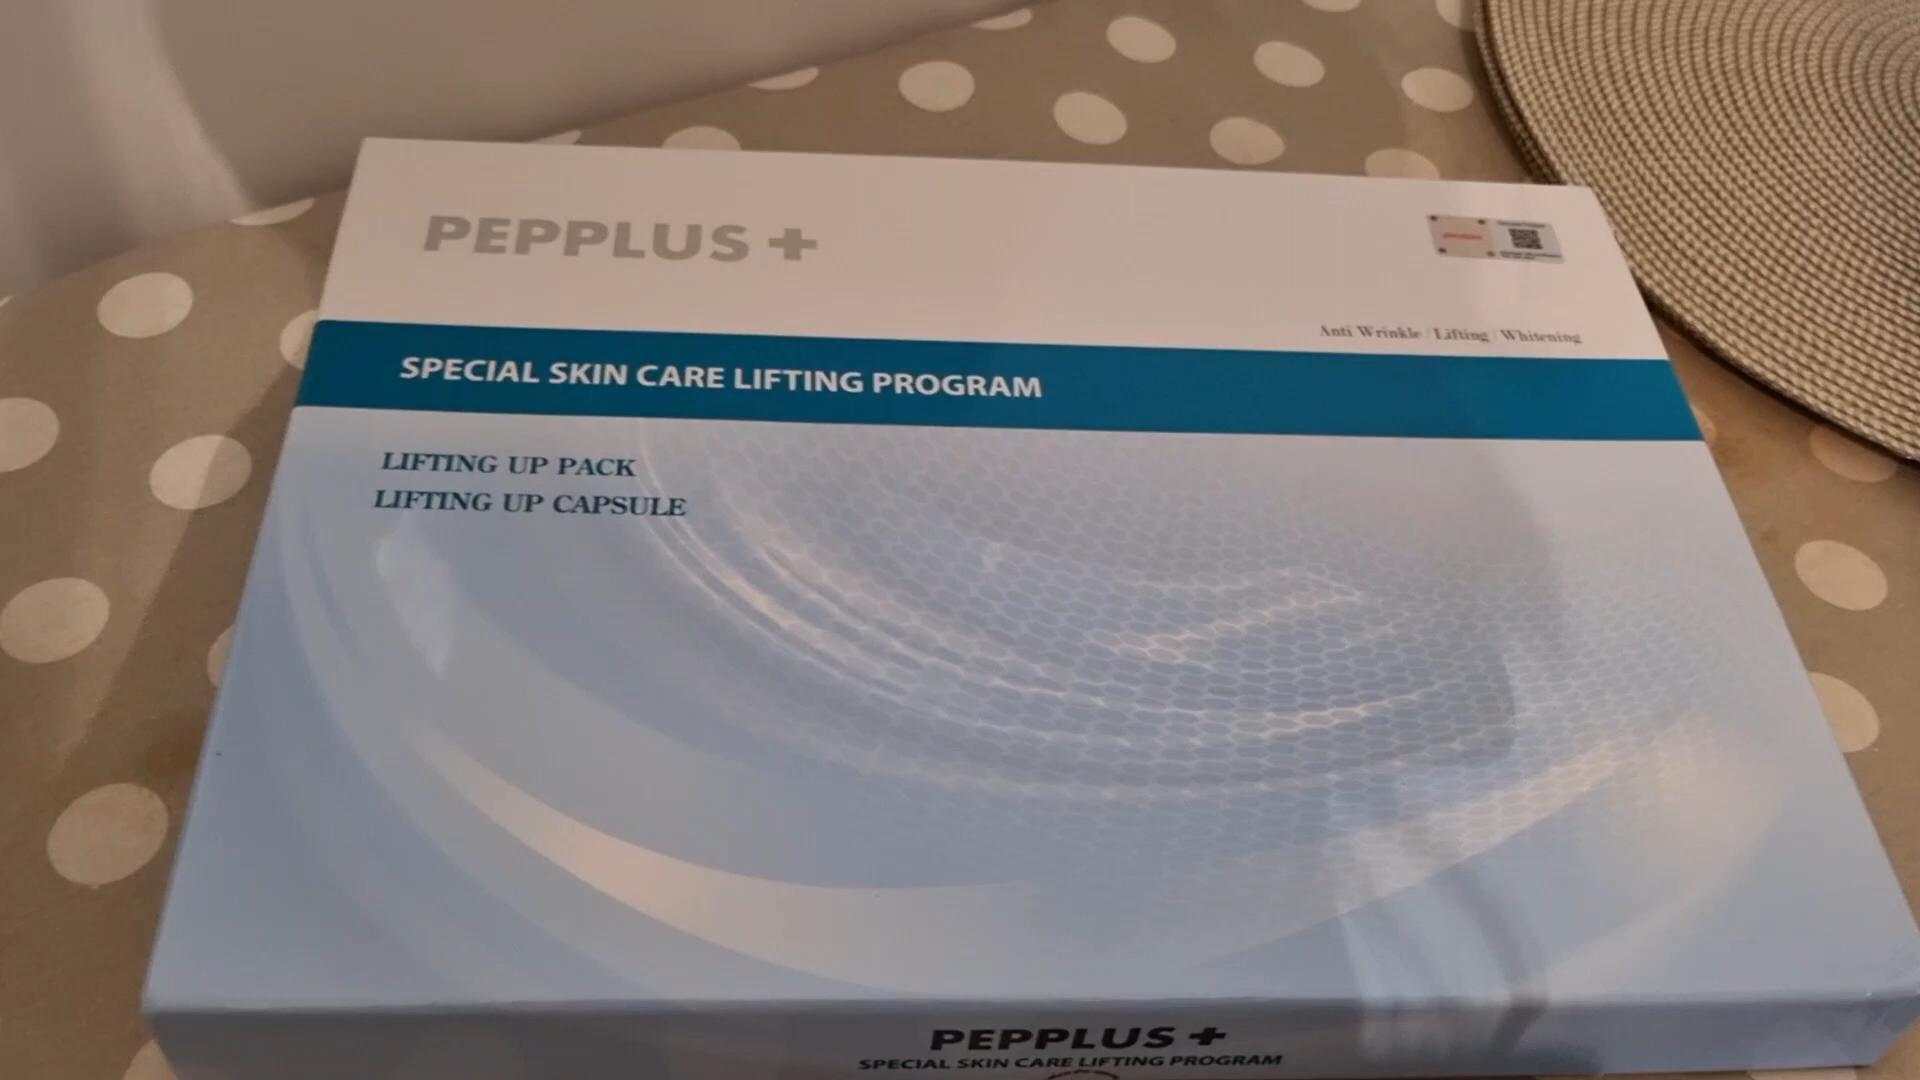 PEPPLUS +
Anti Wrinkle / Lifting / Whitening
SPECIAL SKIN CARE LIFTING PROGRAM
LIFTING UP PACK
LIFTING UP CAPSULE
PEPPLUS +
SPECIAL SKIN CARE LIFTING PROGRAM